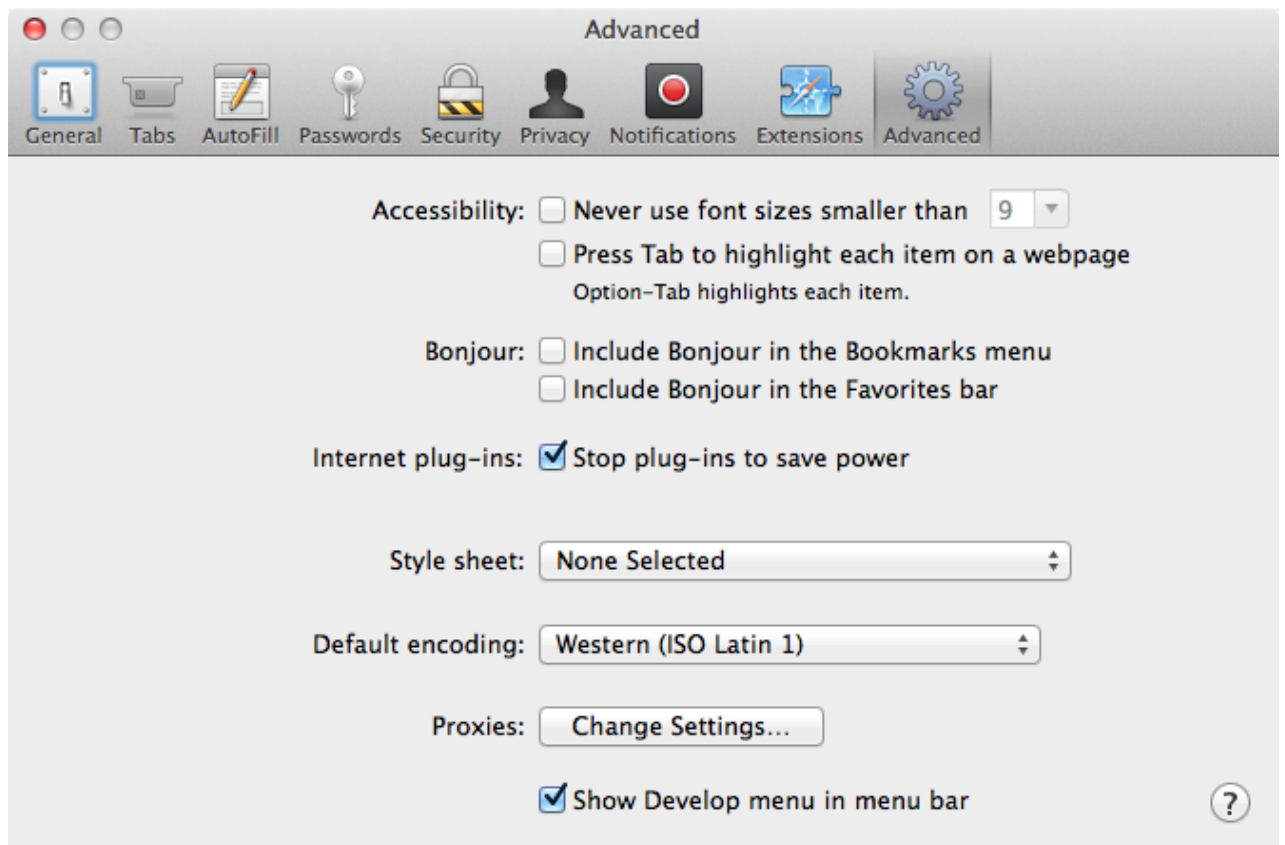 Advanced
General Tabs AutoFill Passwords Security Privacy Notifications Extensions Advanced
Accessibility: Never use font sizes smaller than 9
Press Tab to highlight each item on a webpage
Option-Tab highlights each item.
Bonjour: Include Bonjour in the Bookmarks menu
Include Bonjour in the Favorites bar
Internet plug-ins: Stop plug-ins to save power
Style sheet: None Selected
Default encoding: Western (ISO Latin 1)
Proxies: Change Settings...
Show Develop menu in menu bar
?